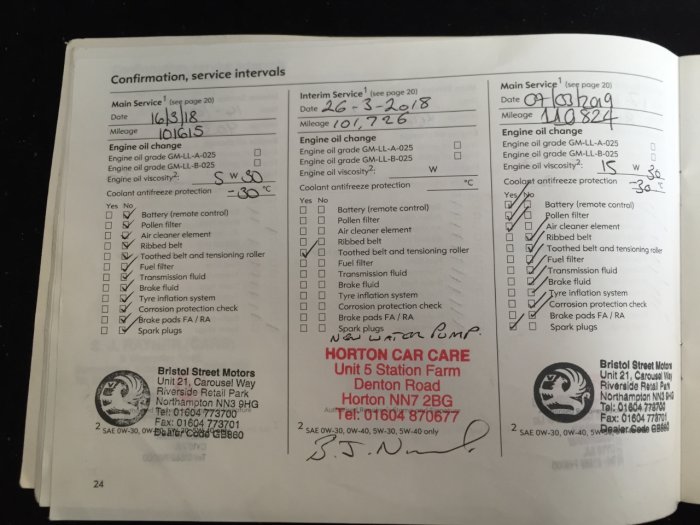 Confirmation, service intervals
Main Service1 (see page 20)
Date 16/3/18
Mileage 101615
Engine oil change
Engine oil grade GM-LL-A-025
Engine oil grade GM-LL-B-025
Engine oil viscosity2: 5 W 30
Coolant antifreeze protection -30 °C
Yes No
Battery (remote control)
Pollen filter
Air cleaner element
Ribbed belt
Toothed belt and tensioning roller
Fuel filter
Transmission fluid
Brake fluid
Tyre inflation system
Corrosion protection check
Brake pads FA / RA
Spark plugs
Bristol Street Motors
Unit 21, Carousel Way
Riverside Retail Park
Northampton NN3 9HG
Tel: 01604 773700
Fax: 01604 773701
Dealer Code GB860
2 SAE 0W-30, 0W-40,
24
Interim Service1 (see page 20)
Date 26-3-2018
Mileage 101,726
Engine oil change
Engine oil grade GM-LL-A-025
Engine oil grade GM-LL-B-025
Engine oil viscosity2: W
Coolant antifreeze protection °C
Yes No
Battery (remote control)
Pollen filter
Air cleaner element
Ribbed belt
Toothed belt and tensioning roller
Fuel filter
Transmission fluid
Brake fluid
Tyre inflation system
Corrosion protection check
Brake pads FA / RA
Spark plugs
NEW WATER PUMP.
HORTON CAR CARE
Unit 5 Station Farm
Denton Road
Horton NN7 2BG
Tel: 01604 870677
2 SAE 0W-30, 0W-40, 5W-30, 5W-40 only
Main Service1 (see page 20)
Date 07/03/2019
Mileage 110824
Engine oil change
Engine oil grade GM-LL-A-025
Engine oil grade GM-LL-B-025
Engine oil viscosity2: 15 W 30
Coolant antifreeze protection -30 °C
Yes No
Battery (remote control)
Pollen filter
Air cleaner element
Ribbed belt
Toothed belt and tensioning roller
Fuel filter
Transmission fluid
Brake fluid
Tyre inflation system
Corrosion protection check
Brake pads FA / RA
Spark plugs
Bristol Street Motors
Unit 21, Carousel Way
Riverside Retail Park
Northampton NN3 9HG
Tel: 01604 773700
Fax: 01604 773701
Dealer Code GB860
2 SAE 0W-30, 0W-40,